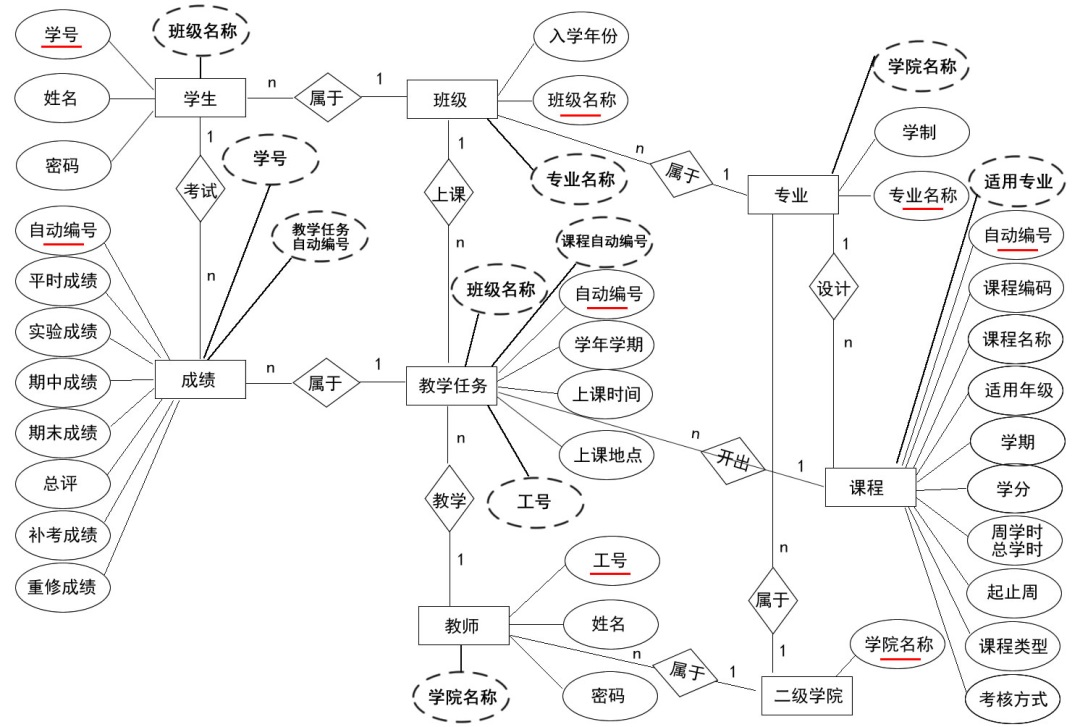 学号
班级名称
入学年份
学院名称
姓名
学生
n
属于
1
班级
班级名称
学制
密码
1
考试
学号
1
上课
专业名称
n
属于
1
专业
专业名称
适用专业
自动编号
平时成绩
实验成绩
期中成绩
期末成绩
总评
补考成绩
重修成绩
教学任务
自动编号
n
n
成绩
n
属于
1
教学任务
班级名称
课程自动编号
自动编号
学年学期
上课时间
上课地点
工号
1
设计
n
n
开出
1
课程
自动编号
课程编码
课程名称
适用年级
学期
学分
周学时
总学时
起止周
课程类型
考核方式
n
教学
1
教师
工号
姓名
密码
学院名称
n
属于
1
n
属于
1
二级学院
学院名称